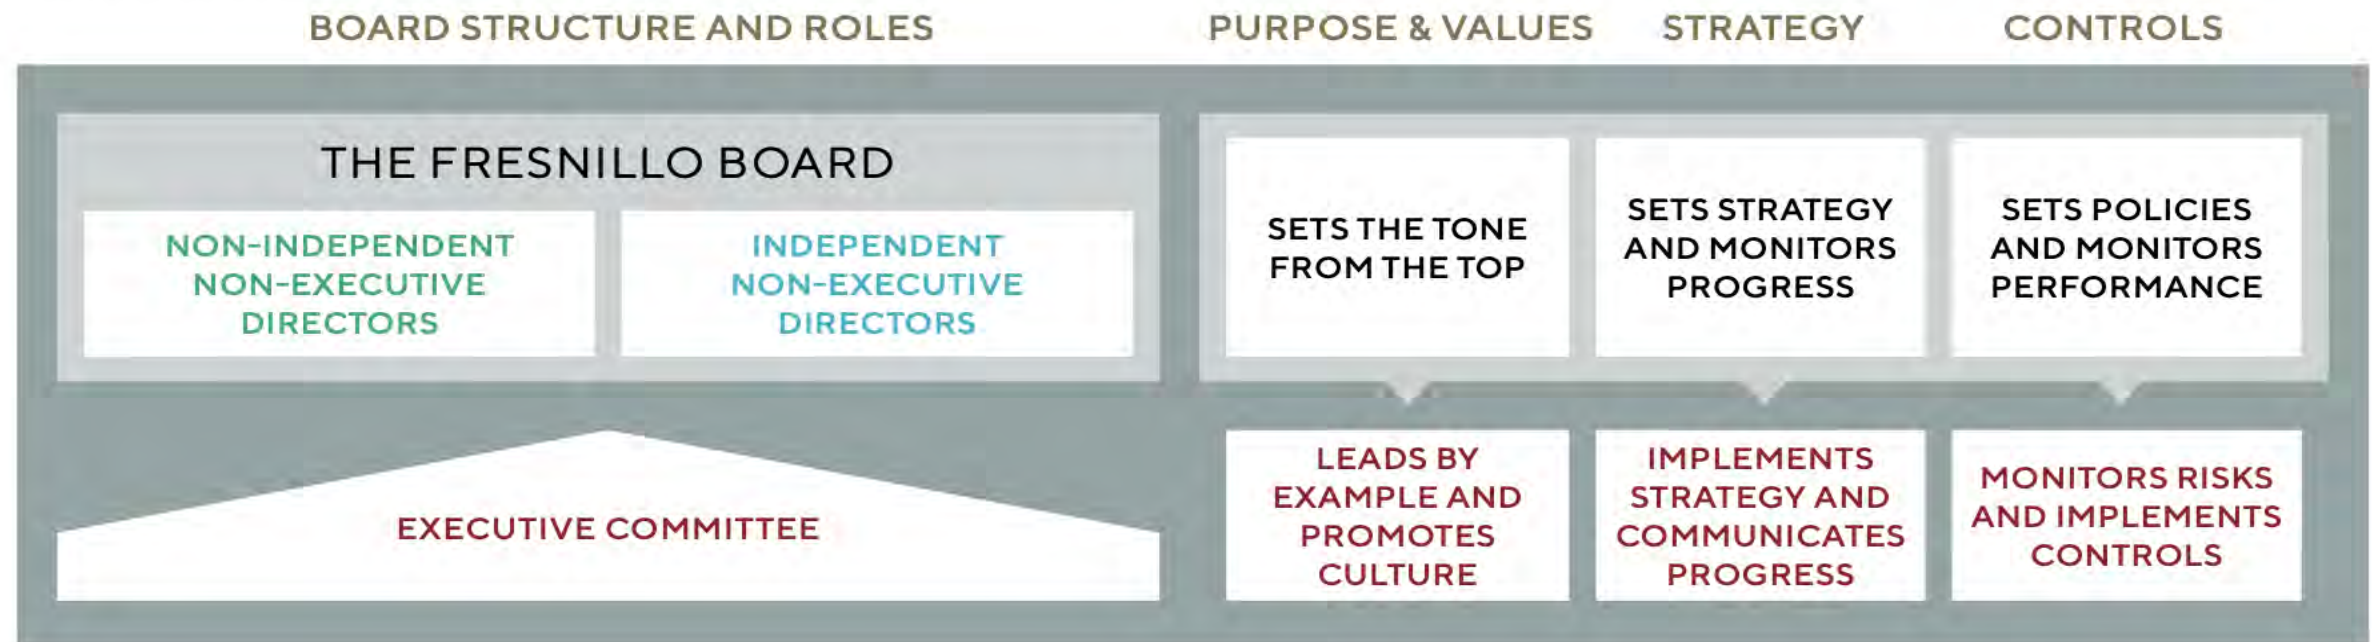 BOARD STRUCTURE AND ROLES
PURPOSE & VALUES
STRATEGY
CONTROLS
THE FRESNILLO BOARD
NON-INDEPENDENT
NON-EXECUTIVE
DIRECTORS
INDEPENDENT
NON-EXECUTIVE
DIRECTORS
SETS THE TONE
FROM THE TOP
SETS STRATEGY
AND MONITORS
PROGRESS
SETS POLICIES
AND MONITORS
PERFORMANCE
EXECUTIVE COMMITTEE
LEADS BY
EXAMPLE AND
PROMOTES
CULTURE
IMPLEMENTS
STRATEGY AND
COMMUNICATES
PROGRESS
MONITORS RISKS
AND IMPLEMENTS
CONTROLS